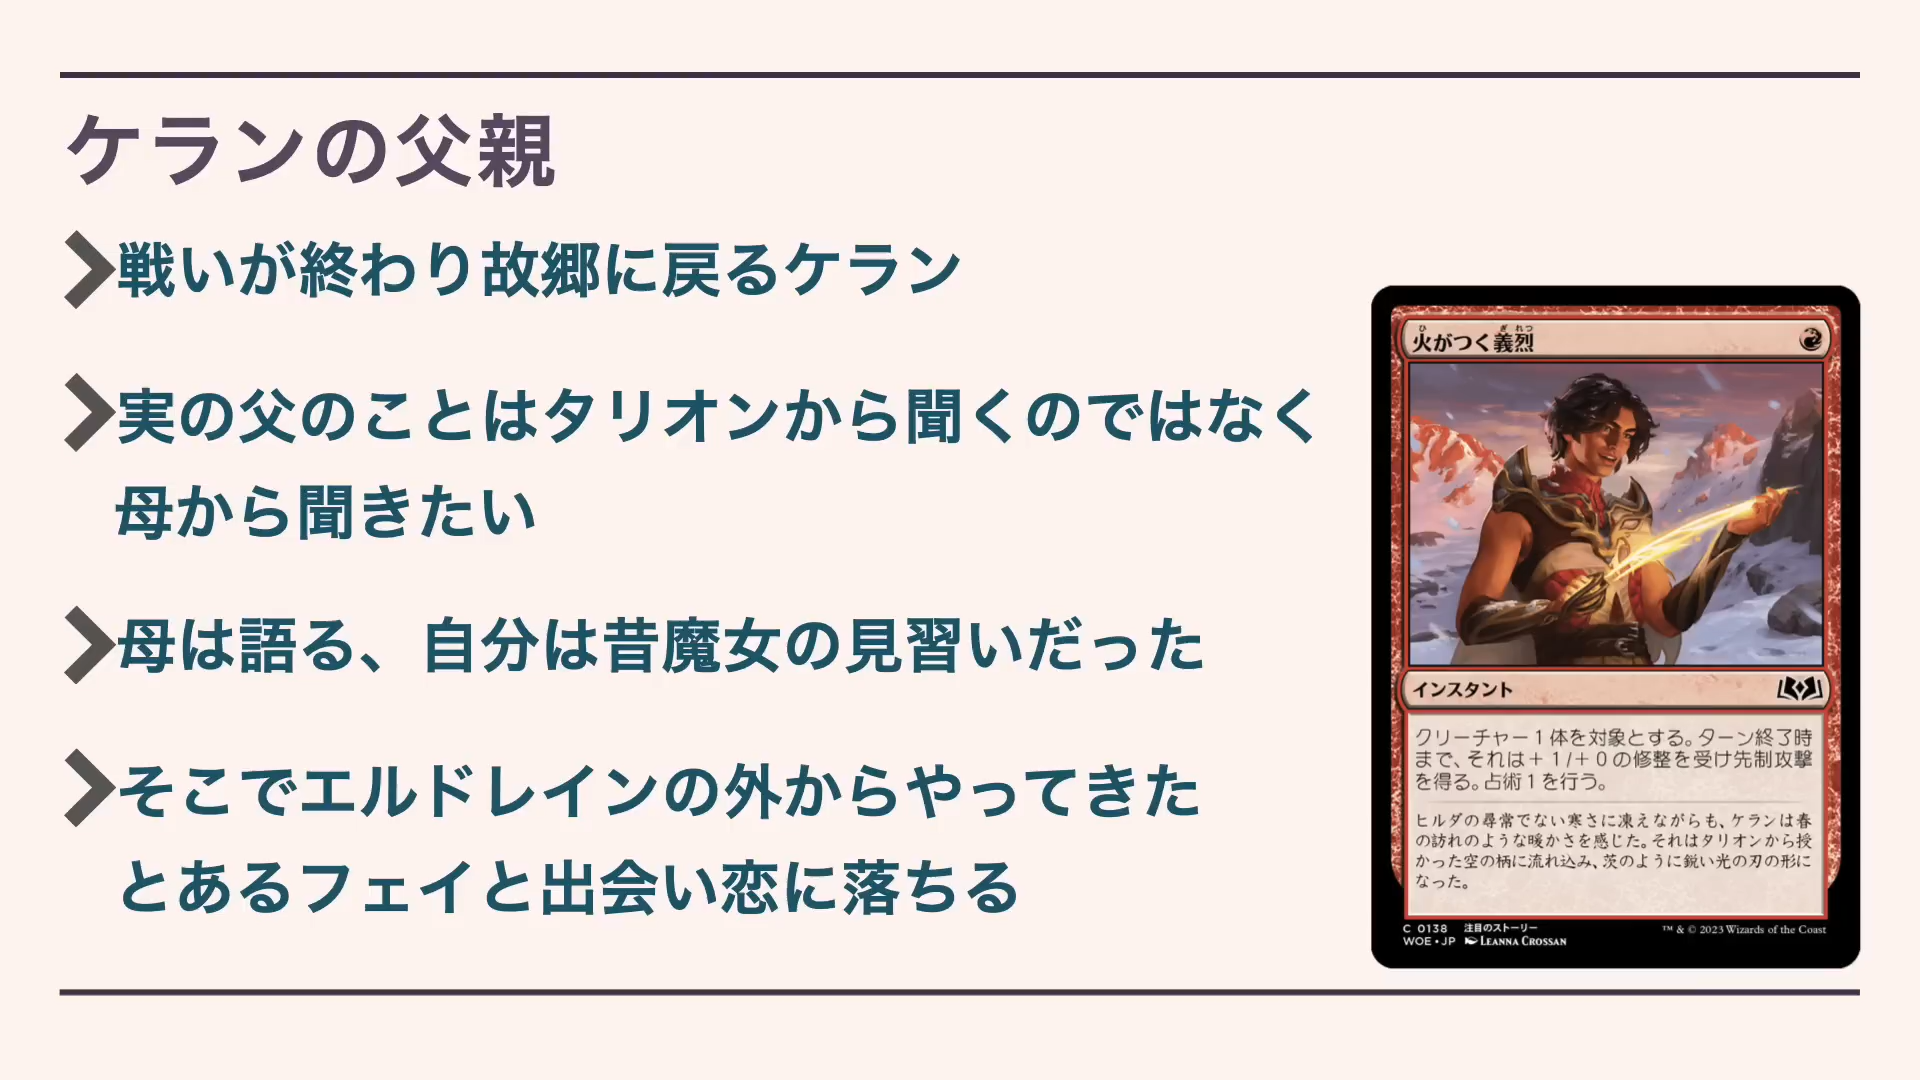 ケランの父親
戦いが終わり故郷に戻るケラン
実の父のことはタリオンから聞くのではなく
母から聞きたい
母は語る、自分は昔魔女の見習いだった
そこでエルドレインの外からやってきた
とあるフェイと出会い恋に落ちる
ひ ぎれつ
火がつく義烈
インスタント
クリーチャー1体を対象とする。ターン終了時
まで、それは+1/+0の修整を受け先制攻撃
を得る。占術1を行う。
ヒルダの尋常でない寒さに凍えながらも、ケランは春
の訪れのような暖かさを感じた。それはタリオンから授
かった空の柄に流れ込み、茨のように鋭い光の刃の形に
なった。
C 0138 注目のストーリー
WOE・JP LEANNA CROSSAN
™ & © 2023 Wizards of the Coast